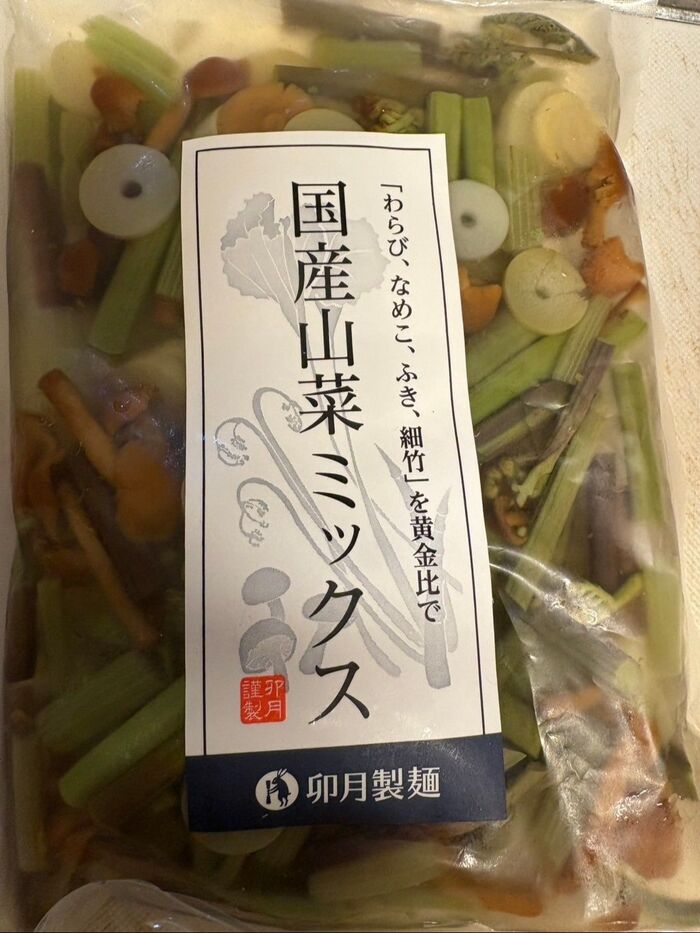 「わらび、なめこ、ふき、細竹」を黄金比で
国産山菜ミックス
卯月
謹製
卯月製麺